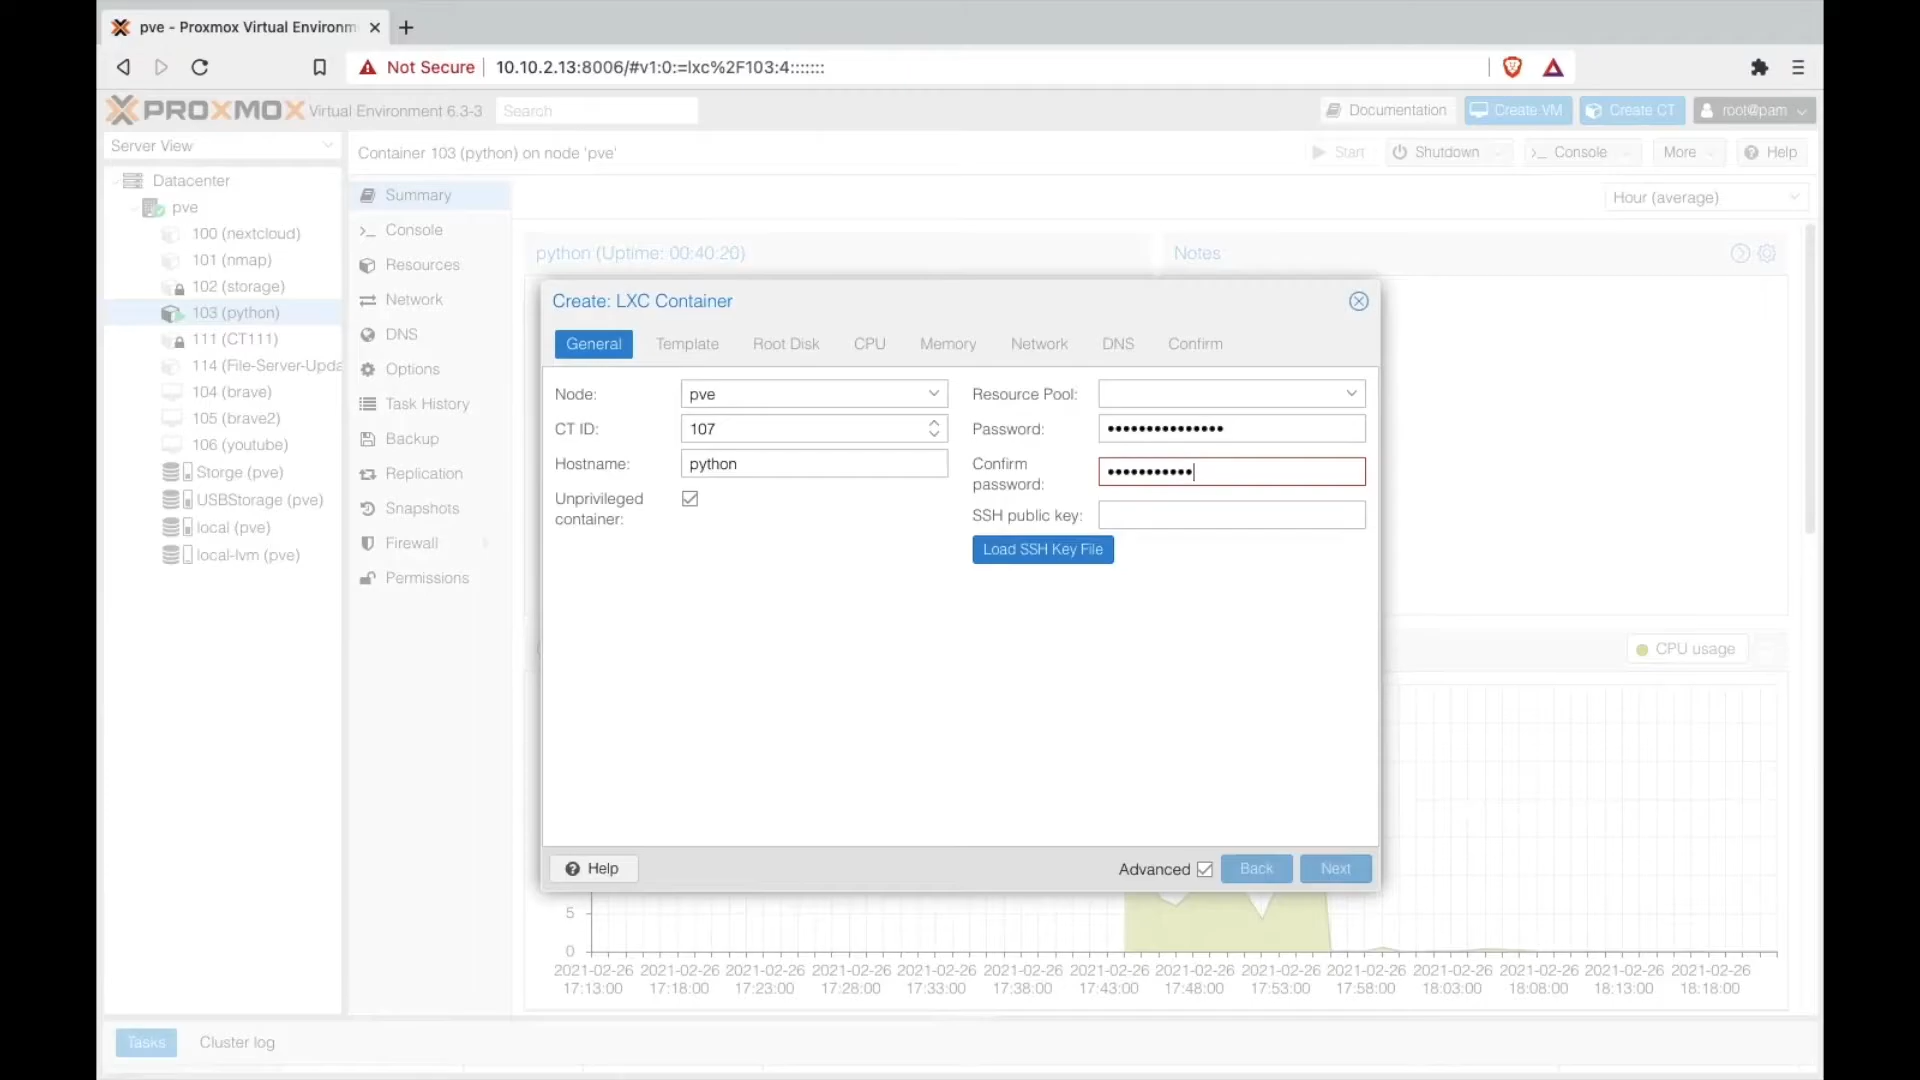 pve - Proxmox Virtual Environm
Not Secure
10.10.2.13:8006/#v1:0:=lxc%2F103:4:::::::
PROXMOX Virtual Environment 6.3-3
Search
Documentation
Create VM
Create CT
root@pam
Server View
Container 103 (python) on node 'pve'
Start
Shutdown
Console
More
Help
Datacenter
pve
100 (nextcloud)
101 (nmap)
102 (storage)
103 (python)
111 (CT111)
114 (File-Server-Upda
104 (brave)
105 (brave2)
106 (youtube)
Storge (pve)
USBStorage (pve)
local (pve)
local-lvm (pve)
Summary
Console
Resources
Network
DNS
Options
Task History
Backup
Replication
Snapshots
Firewall
Permissions
Hour (average)
python (Uptime: 00:40:20)
Notes
Create: LXC Container
General
Template
Root Disk
CPU
Memory
Network
DNS
Confirm
Node:
pve
CT ID:
107
Hostname:
python
Unprivileged
container:
Resource Pool:
Password:
•••••••••••••••
Confirm
password:
•••••••••••
SSH public key:
Load SSH Key File
Help
Advanced
Back
Next
CPU usage
5
0
2021-02-26 2021-02-26 2021-02-26 2021-02-26 2021-02-26 2021-02-26 2021-02-26 2021-02-26 2021-02-26 2021-02-26 2021-02-26 2021-02-26 2021-02-26 2021-02-26
17:13:00 17:18:00 17:23:00 17:28:00 17:33:00 17:38:00 17:43:00 17:48:00 17:53:00 17:58:00 18:03:00 18:08:00 18:13:00 18:18:00
Tasks
Cluster log